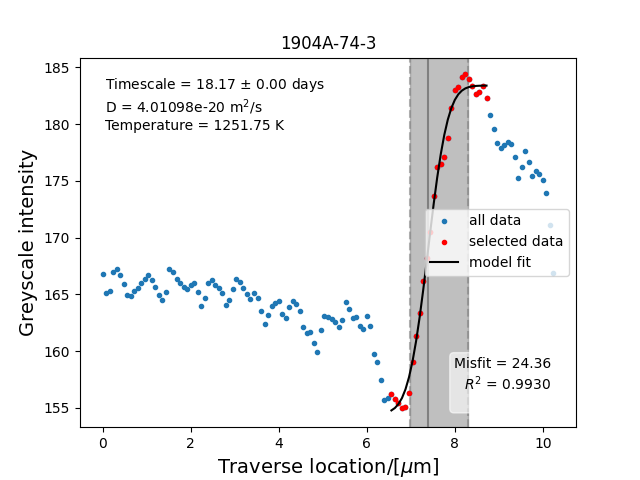 1904A-74-3
Timescale = 18.17 ± 0.00 days
D = 4.01098e-20 m²/s
Temperature = 1251.75 K
Greyscale intensity
185
180
175
170
165
160
155
all data
selected data
model fit
Misfit = 24.36
R² = 0.9930
0 2 4 6 8 10
Traverse location/[μm]